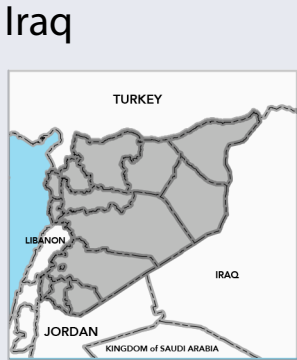 Iraq
TURKEY
LIBANON
IRAQ
JORDAN
KINGDOM of SAUDI ARABIA